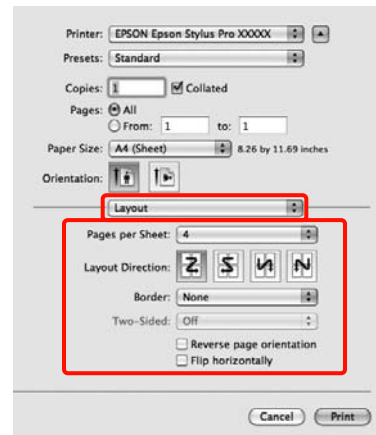 Printer: EPSON Epson Stylus Pro XXXXX
Presets: Standard
Copies: 1 Collated
Pages: All
From: 1 to: 1
Paper Size: A4 (Sheet) 8.26 by 11.69 inches
Orientation:
Layout
Pages per Sheet: 4
Layout Direction:
Border: None
Two-Sided: Off
Reverse page orientation
Flip horizontally
Cancel Print